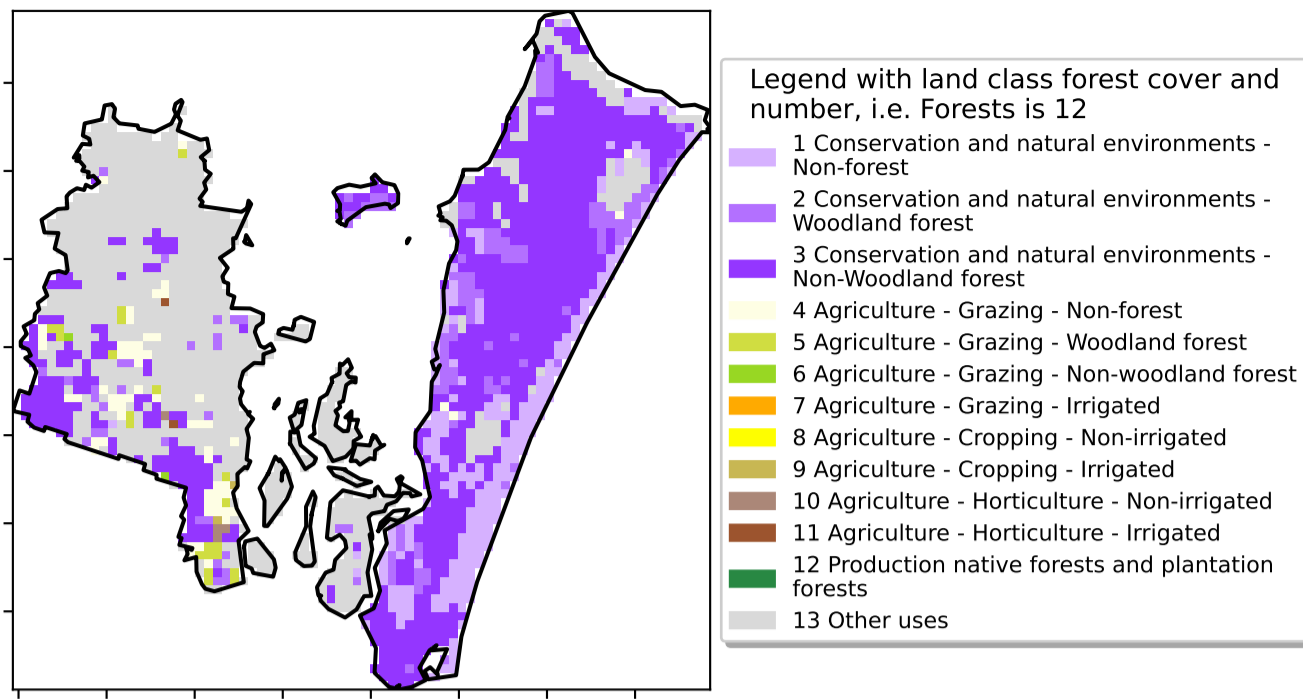 Legend with land class forest cover and
number, i.e. Forests is 12
1 Conservation and natural environments -
Non-forest
2 Conservation and natural environments -
Woodland forest
3 Conservation and natural environments -
Non-Woodland forest
4 Agriculture - Grazing - Non-forest
5 Agriculture - Grazing - Woodland forest
6 Agriculture - Grazing - Non-woodland forest
7 Agriculture - Grazing - Irrigated
8 Agriculture - Cropping - Non-irrigated
9 Agriculture - Cropping - Irrigated
10 Agriculture - Horticulture - Non-irrigated
11 Agriculture - Horticulture - Irrigated
12 Production native forests and plantation
forests
13 Other uses